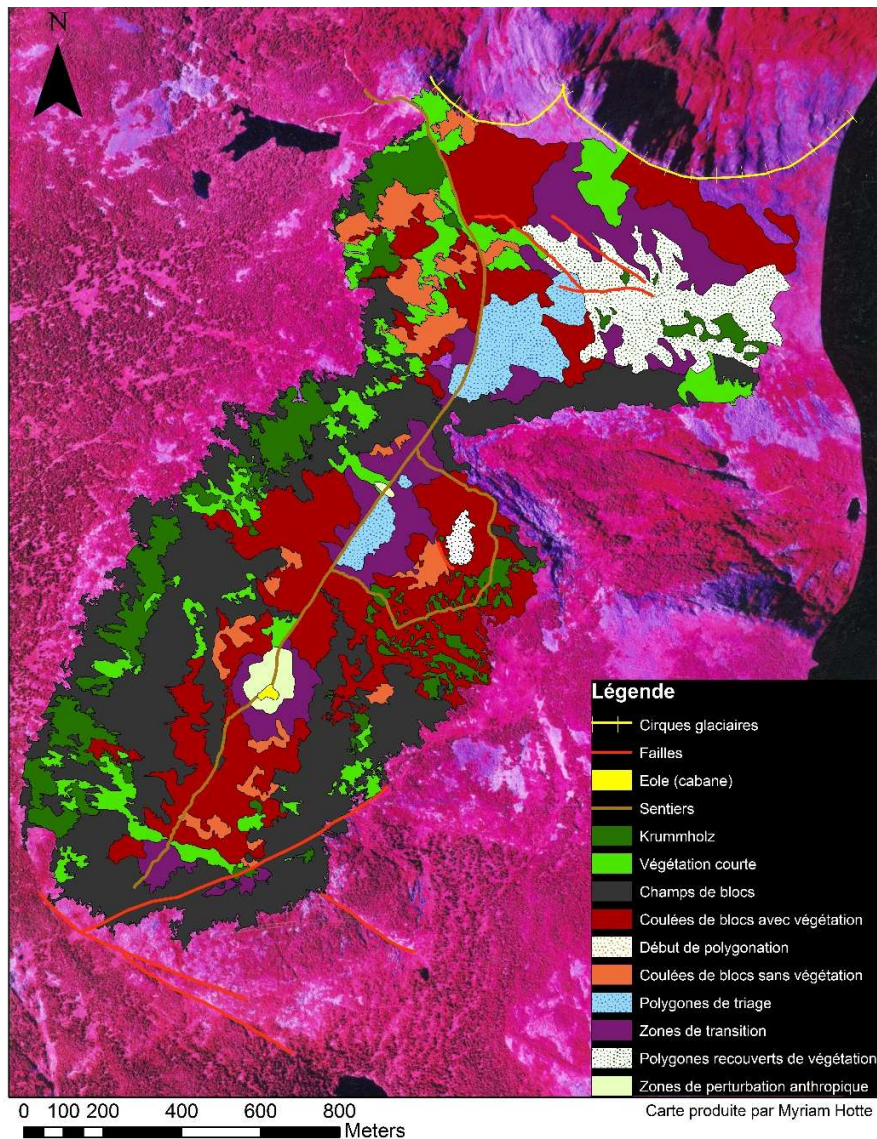 N
Légende
Cirques glaciaires
Failles
Eole (cabane)
Sentiers
Krummholz
Végétation courte
Champs de blocs
Coulées de blocs avec végétation
Début de polygonation
Coulées de blocs sans végétation
Polygones de triage
Zones de transition
Polygones recouverts de végétation
Zones de perturbation anthropique
0 100 200 400 600 800
Meters
Carte produite par Myriam Hotte